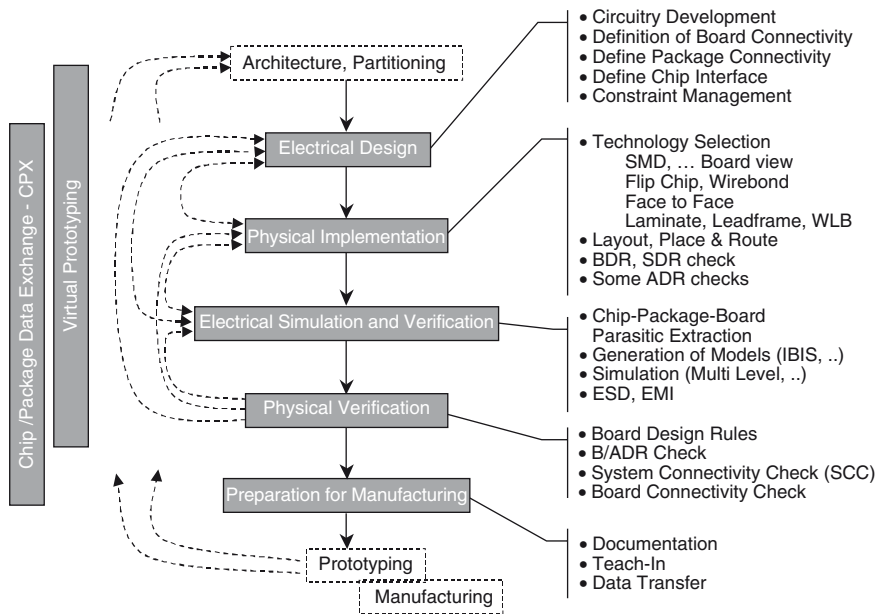 Chip /Package Data Exchange - CPX
Virtual Prototyping
Architecture, Partitioning
Electrical Design
Physical Implementation
Electrical Simulation and Verification
Physical Verification
Preparation for Manufacturing
Prototyping
Manufacturing
• Circuitry Development
• Definition of Board Connectivity
• Define Package Connectivity
• Define Chip Interface
• Constraint Management
• Technology Selection
SMD, … Board view
Flip Chip, Wirebond
Face to Face
Laminate, Leadframe, WLB
• Layout, Place & Route
• BDR, SDR check
• Some ADR checks
• Chip-Package-Board
Parasitic Extraction
• Generation of Models (IBIS, ..)
• Simulation (Multi Level, ..)
• ESD, EMI
• Board Design Rules
• B/ADR Check
• System Connectivity Check (SCC)
• Board Connectivity Check
• Documentation
• Teach-In
• Data Transfer